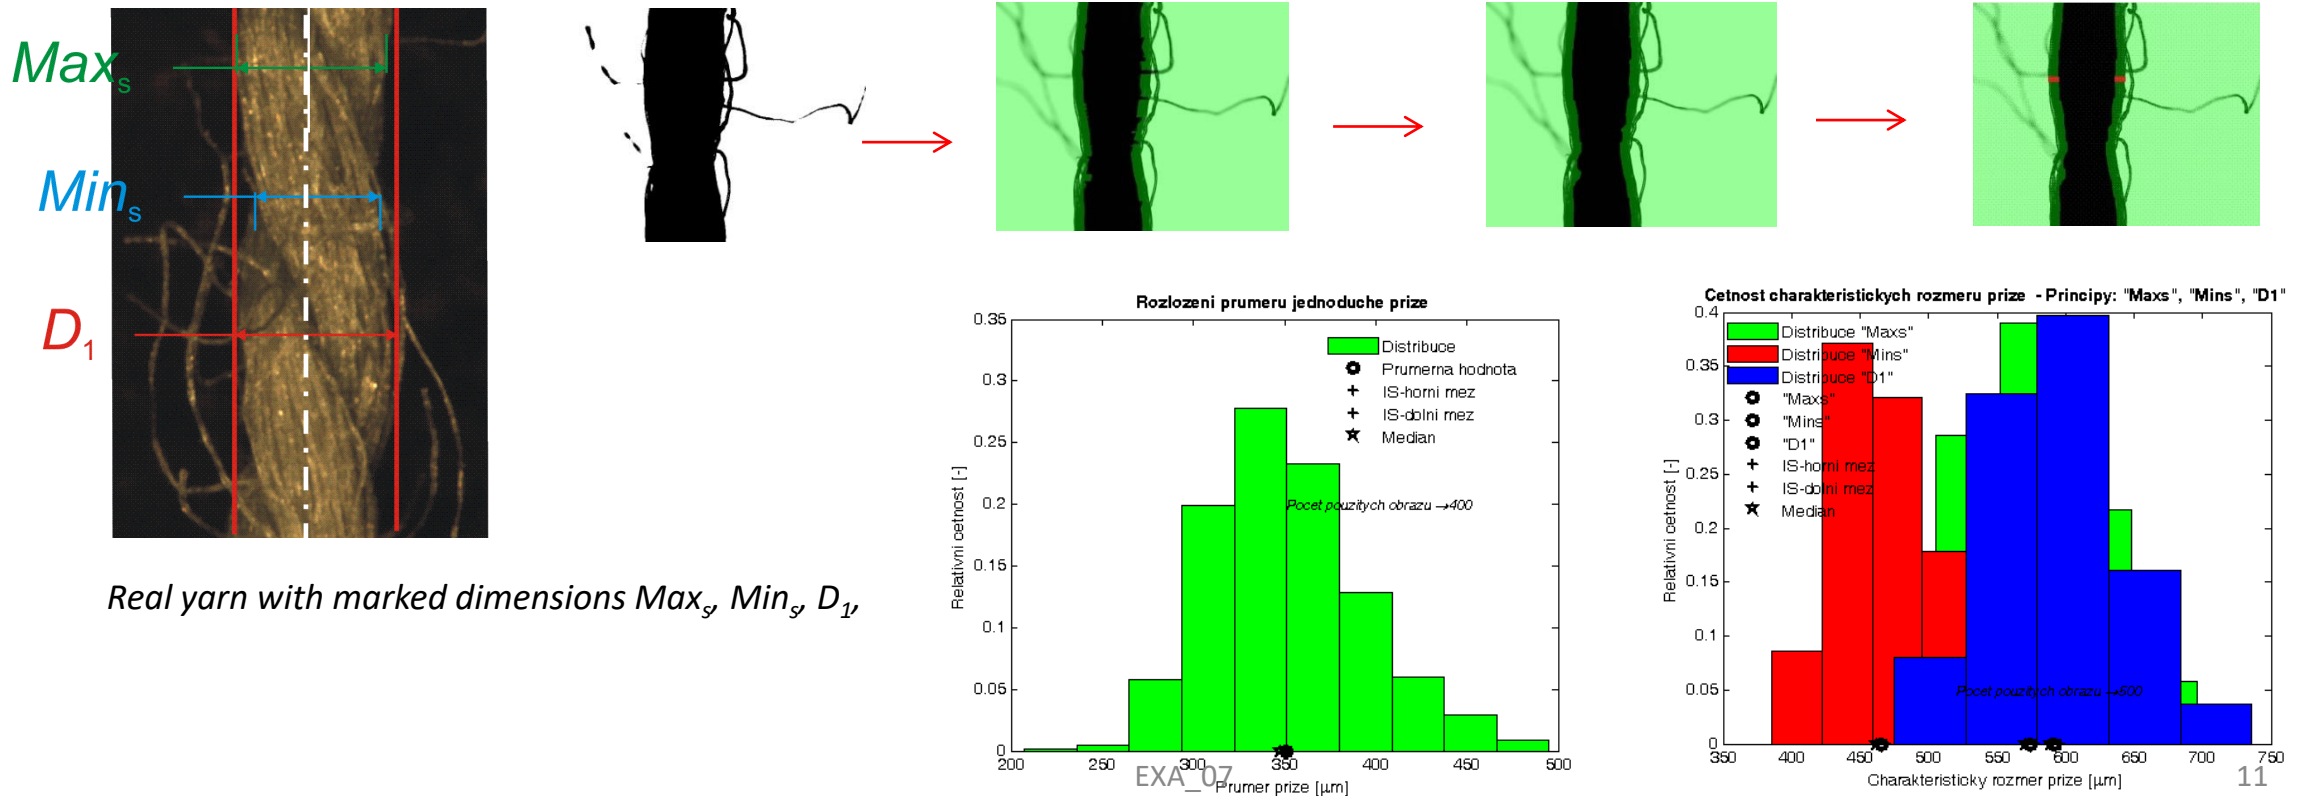 Max_s
Min_s
D_1
Real yarn with marked dimensions Max_s, Min_s, D_1,
Rozlozeni prumeru jednoduche prize
0.35
0.3
0.25
0.2
0.15
0.1
0.05
0
Relativni cetnost [-]
Distribuce
Prumerna hodnota
IS-horni mez
IS-dolni mez
Median
Pocet pouzitych obrazu →400
200 250 300 350 400 450 500
Prumer prize [µm]
Cetnost charakteristickych rozmeru prize - Principy: "Maxs", "Mins", "D1"
0.4
0.35
0.3
0.25
0.2
0.15
0.1
0.05
0
Relativni cetnost [-]
Distribuce "Maxs"
Distribuce "Mins"
Distribuce "D1"
"Maxs"
"Mins"
"D1"
IS-horni mez
IS-dolni mez
Median
Pocet pouzitych obrazu →500
350 400 450 500 550 600 650 700 750
Charakteristicky rozmer prize [µm]
EXA_07
11